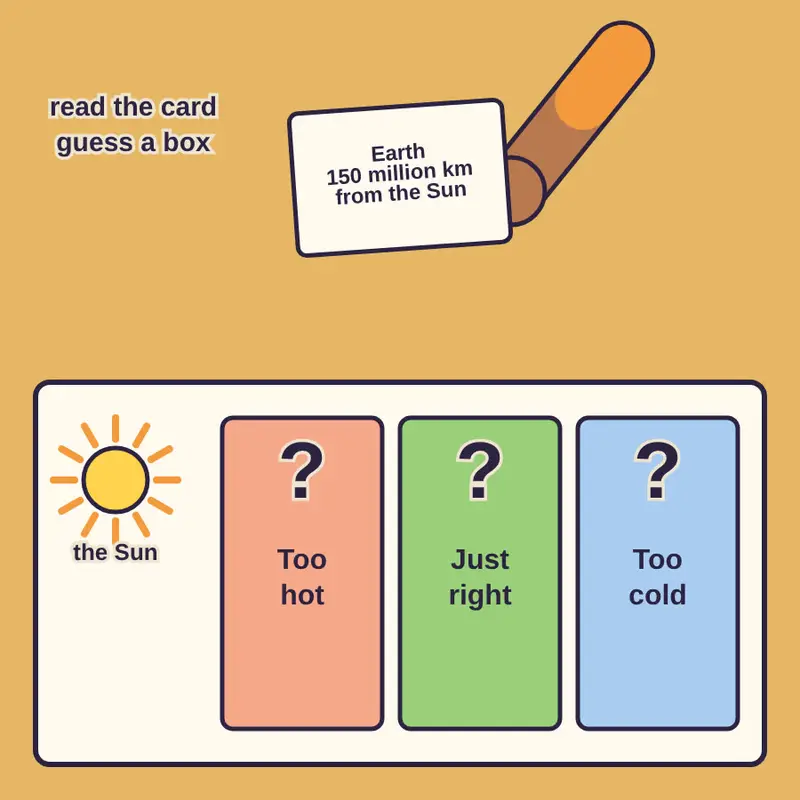 read the card
guess a box
Earth
150 million km
from the Sun
the Sun
?
Too
hot
?
Just
right
?
Too
cold